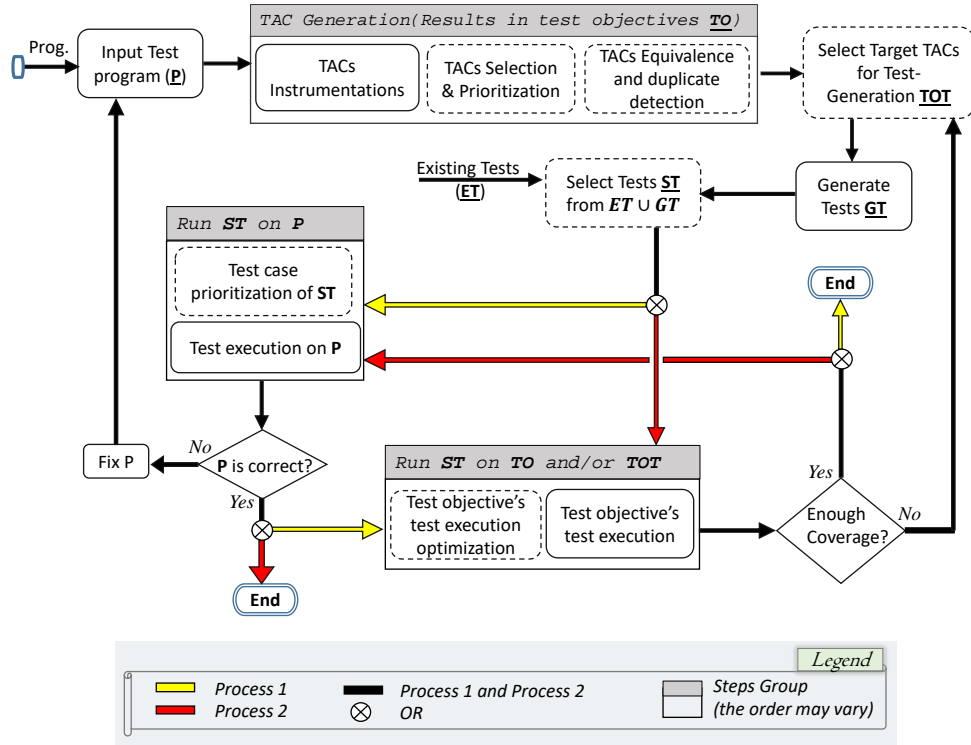 Prog.
Input Test
program (P)
TAC Generation(Results in test objectives TO)
TACs
Instrumentations
TACs Selection
& Prioritization
TACs Equivalence
and duplicate
detection
Select Target TACs
for Test-
Generation TOT
Existing Tests
(ET)
Select Tests ST
from ET ∪ GT
Generate
Tests GT
Run ST on P
Test case
prioritization of ST
Test execution on P
End
Fix P
No
P is correct?
Yes
End
Run ST on TO and/or TOT
Test objective's
test execution
optimization
Test objective's
test execution
Yes
Enough
Coverage?
No
Legend
Process 1
Process 2
Process 1 and Process 2
OR
Steps Group
(the order may vary)